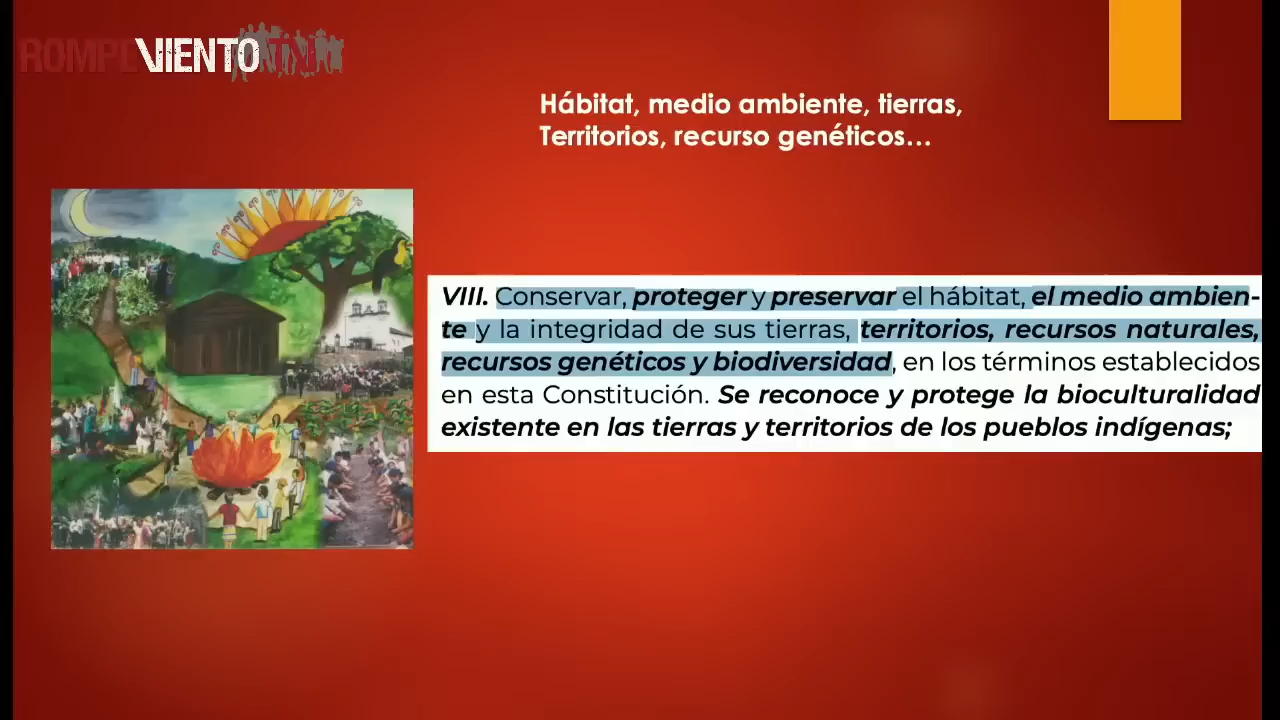 ROMPEVIENTO TV
Hábitat, medio ambiente, tierras,
Territorios, recurso genéticos…
VIII. Conservar, proteger y preservar el hábitat, el medio ambien-
te y la integridad de sus tierras, territorios, recursos naturales,
recursos genéticos y biodiversidad, en los términos establecidos
en esta Constitución. Se reconoce y protege la bioculturalidad
existente en las tierras y territorios de los pueblos indígenas;